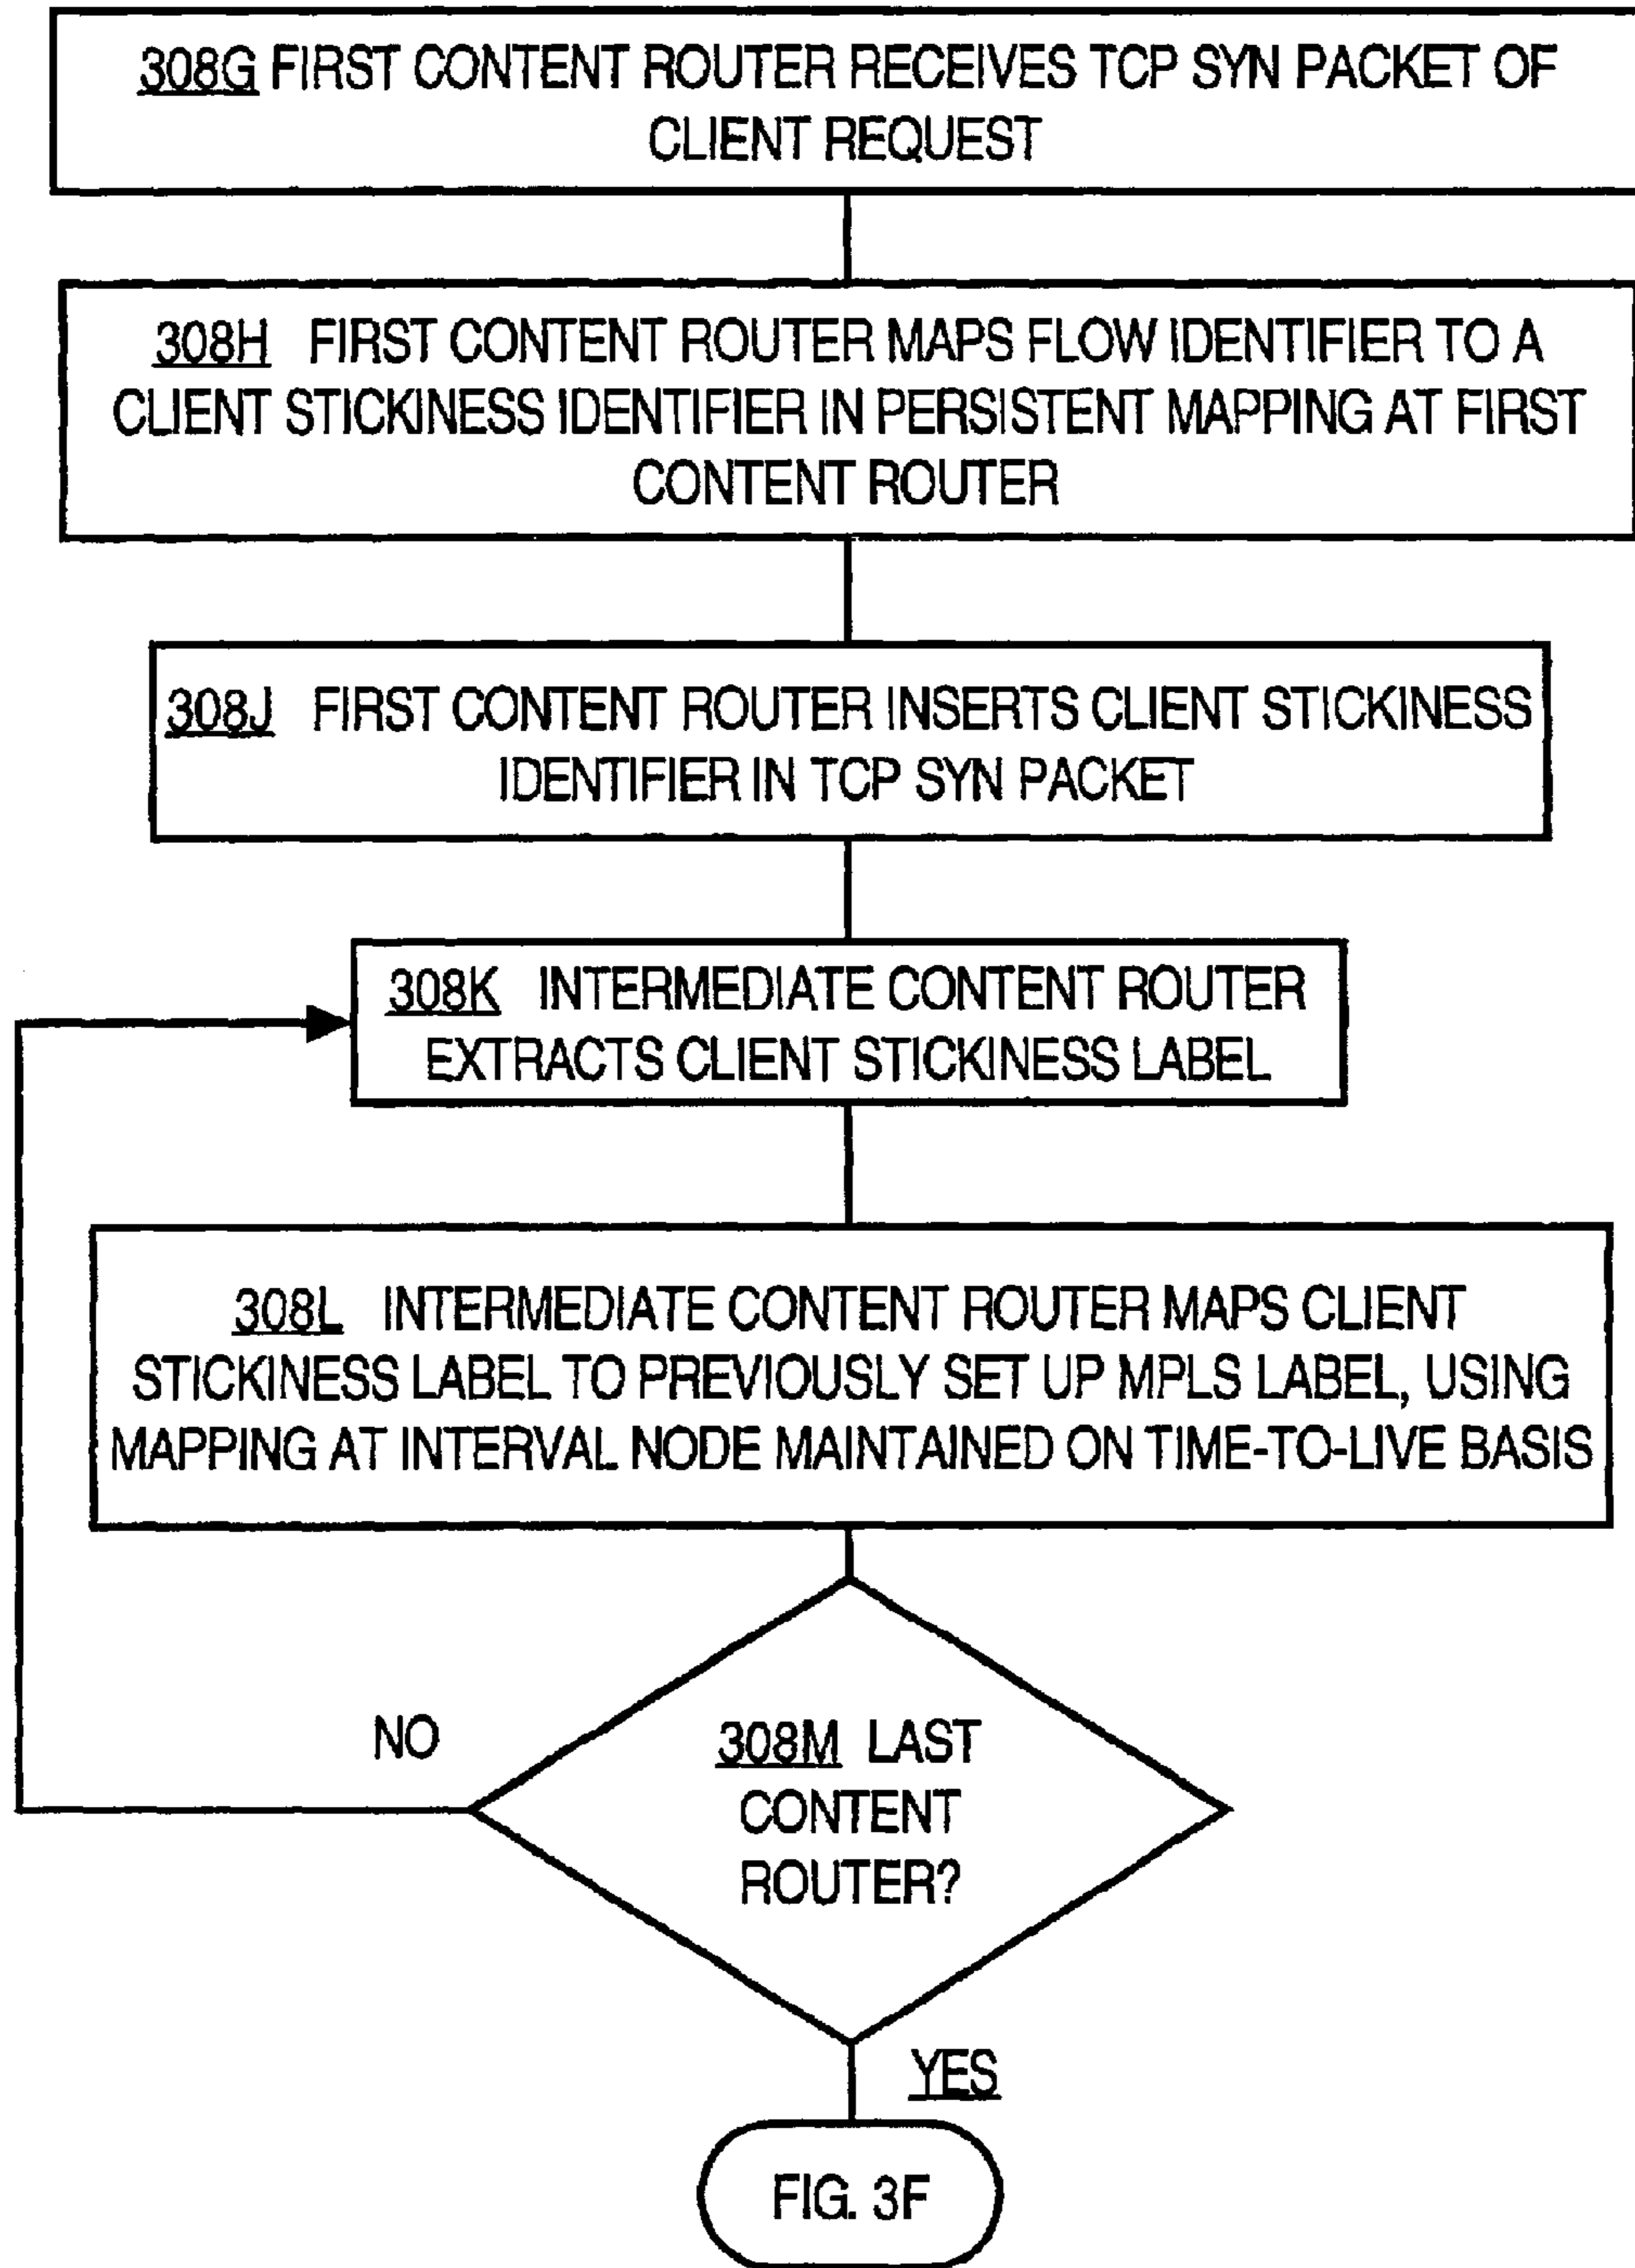 308G FIRST CONTENT ROUTER RECEIVES TCP SYN PACKET OF
CLIENT REQUEST
308H FIRST CONTENT ROUTER MAPS FLOW IDENTIFIER TO A
CLIENT STICKINESS IDENTIFIER IN PERSISTENT MAPPING AT FIRST
CONTENT ROUTER
308J FIRST CONTENT ROUTER INSERTS CLIENT STICKINESS
IDENTIFIER IN TCP SYN PACKET
308K INTERMEDIATE CONTENT ROUTER
EXTRACTS CLIENT STICKINESS LABEL
308L INTERMEDIATE CONTENT ROUTER MAPS CLIENT
STICKINESS LABEL TO PREVIOUSLY SET UP MPLS LABEL, USING
MAPPING AT INTERVAL NODE MAINTAINED ON TIME-TO-LIVE BASIS
NO
308M LAST
CONTENT
ROUTER?
YES
FIG. 3F